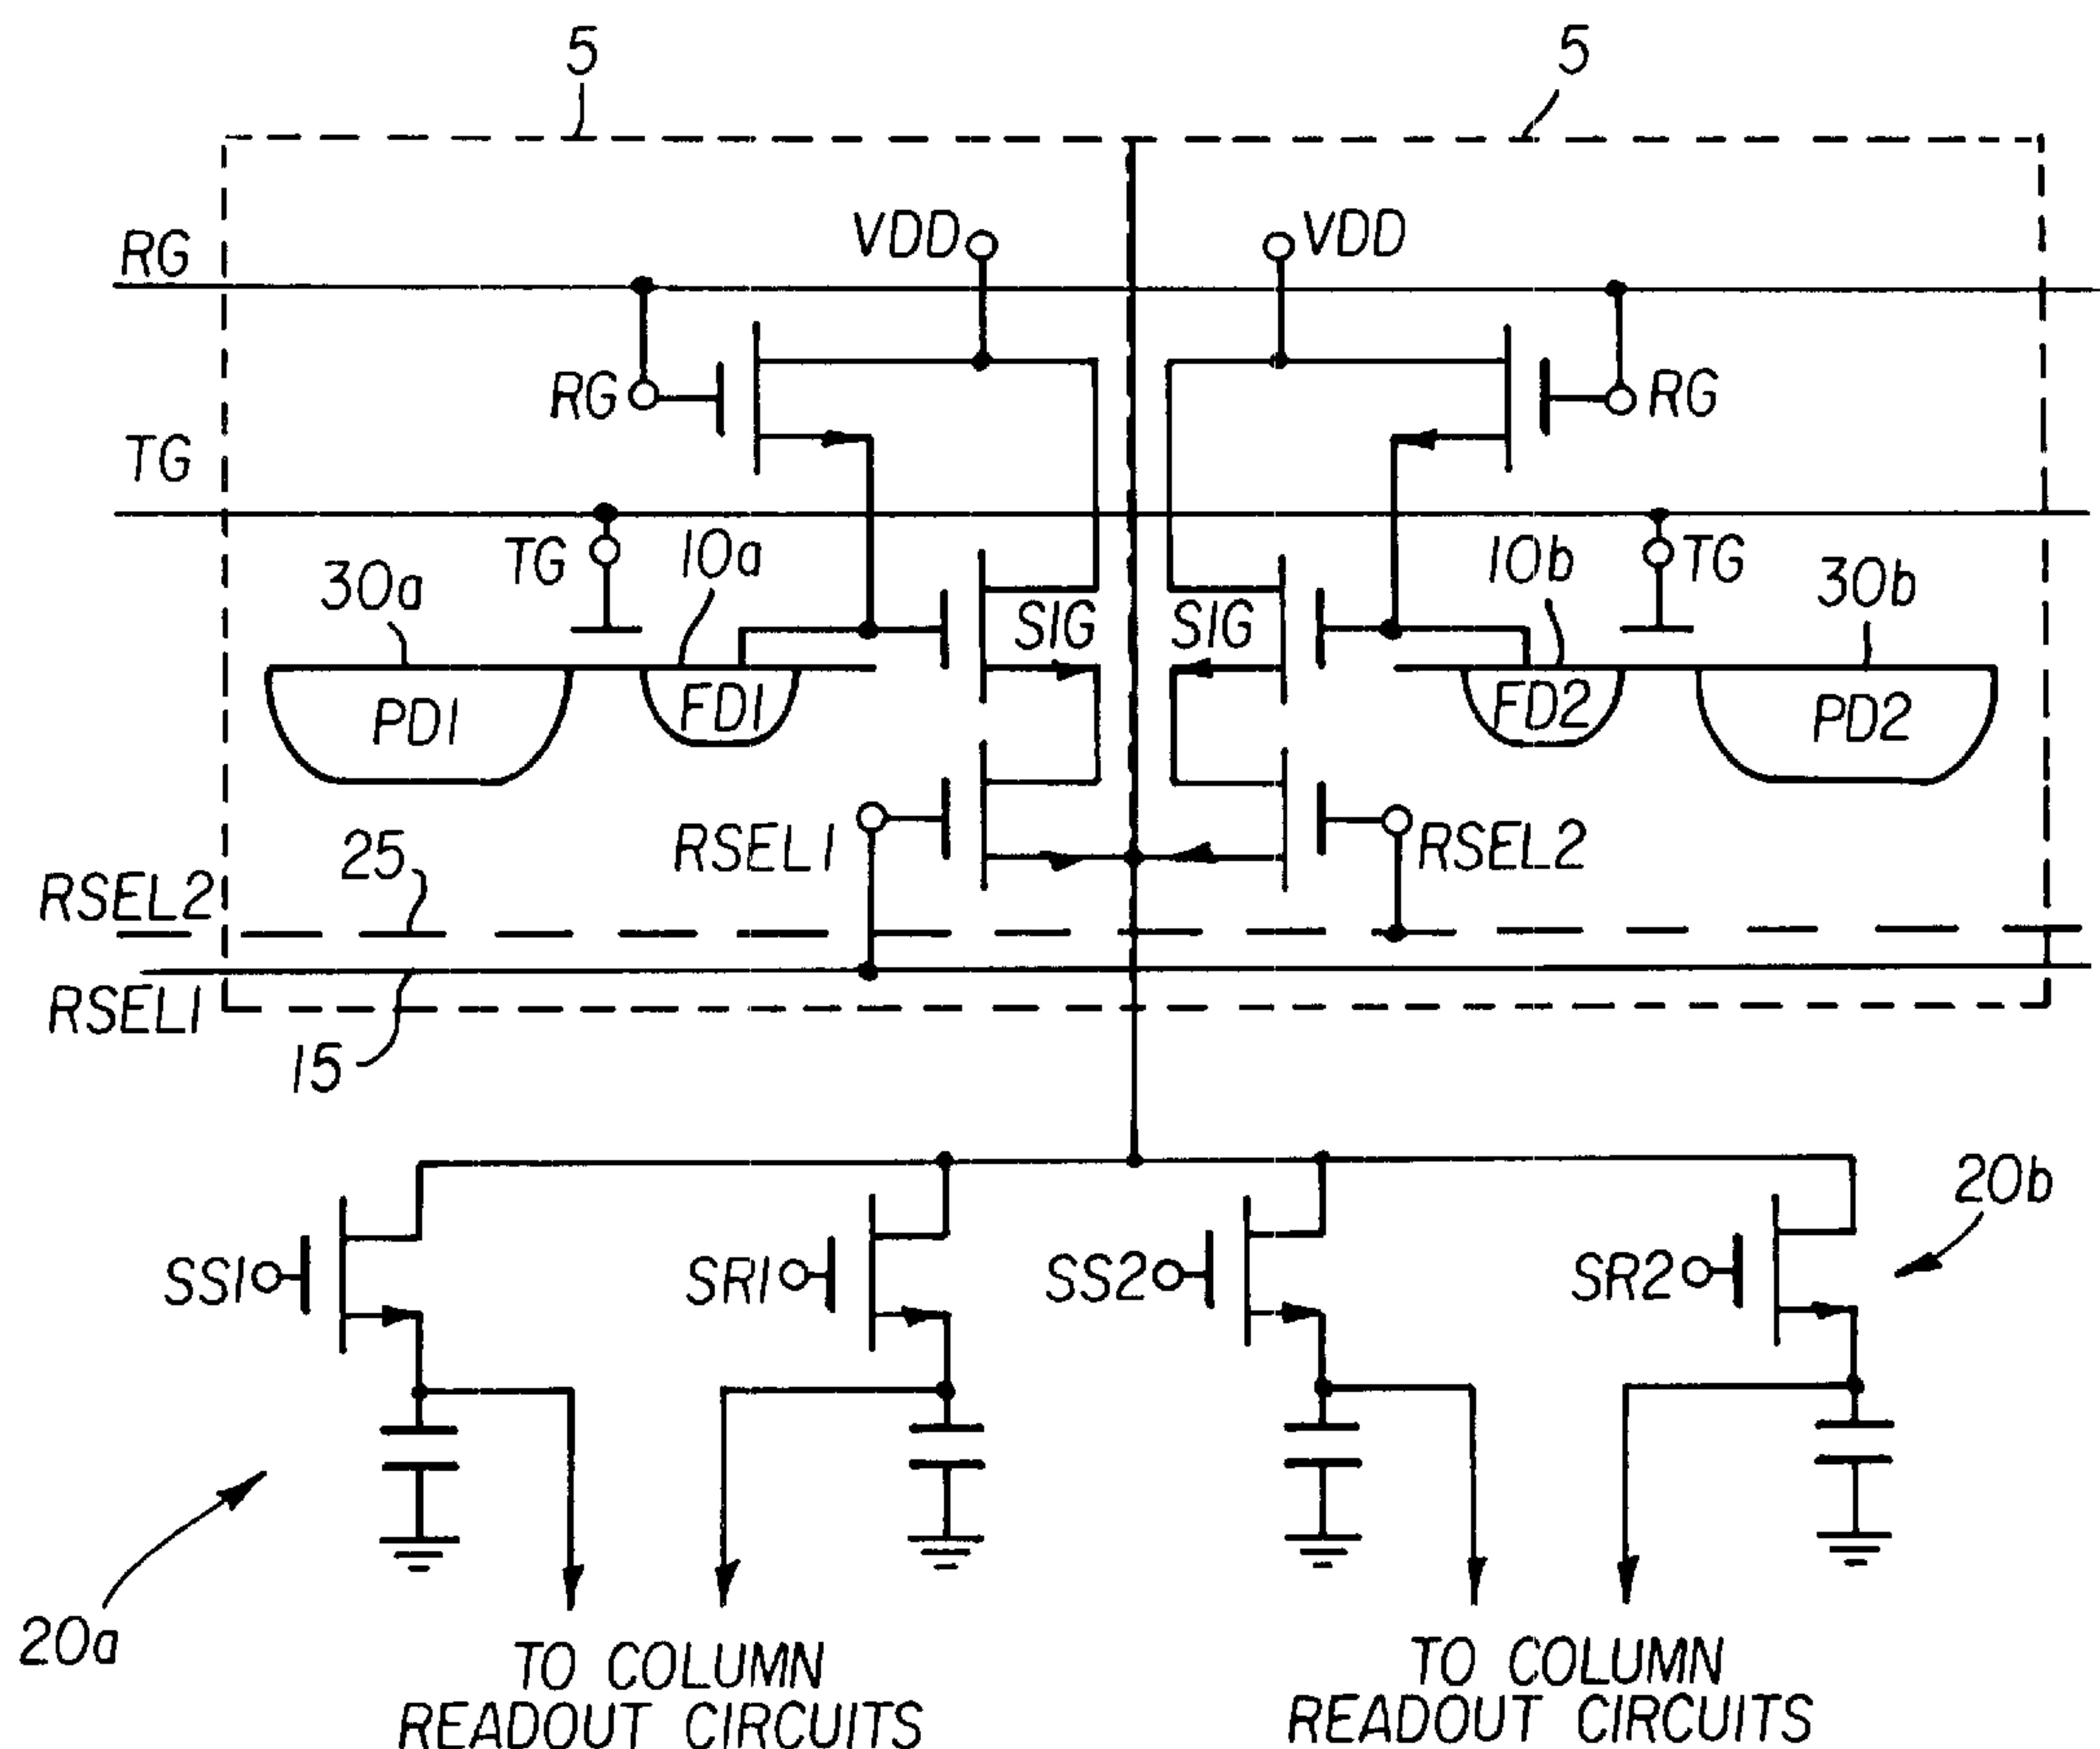 5 5
VDD VDD
RG
RG RG
TG
TG 10a 10b TG
30a 30b
SIG SIG
PD1 FD1 FD2 PD2
RSEL1 RSEL2
25
RSEL2
RSEL1
15
20b
SS1 SR1 SS2 SR2
20a
TO COLUMN
READOUT CIRCUITS
TO COLUMN
READOUT CIRCUITS